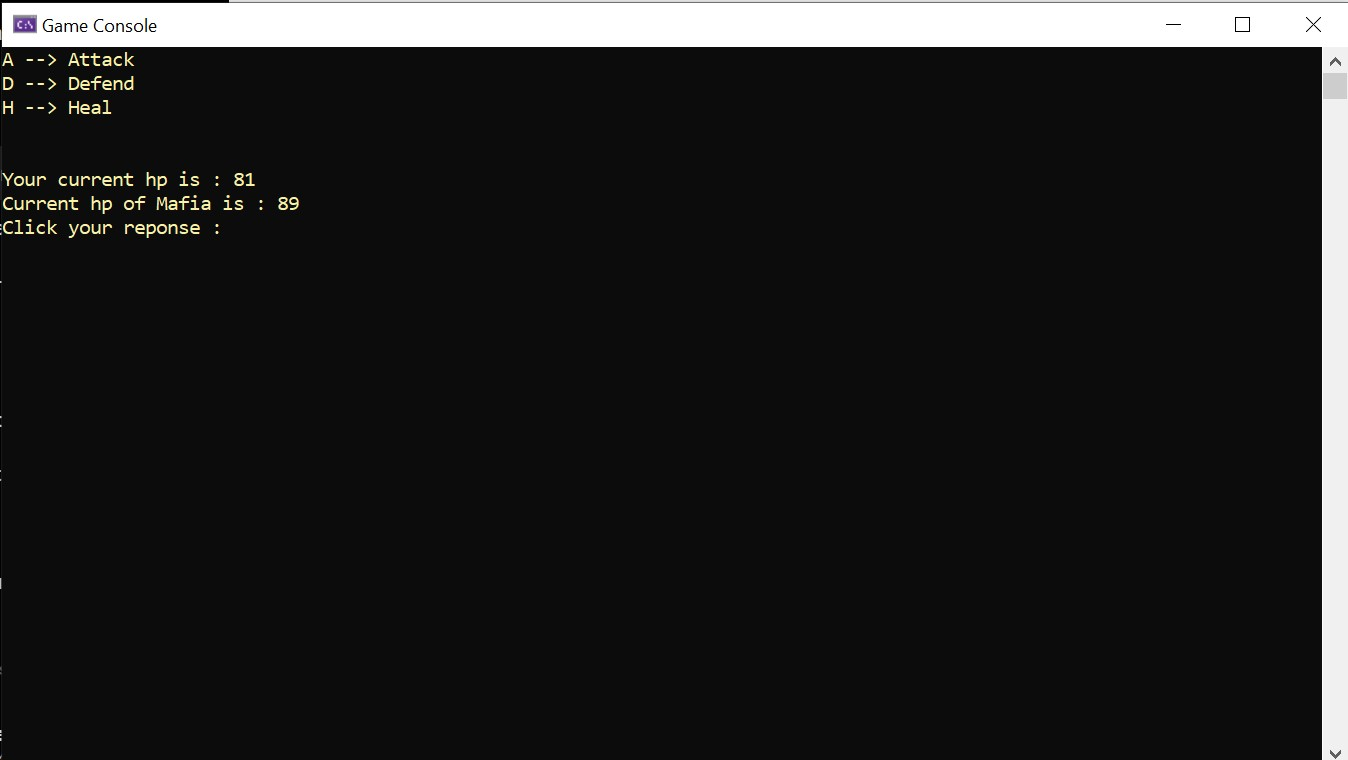 Game Console
A --> Attack
D --> Defend
H --> Heal
Your current hp is : 81
Current hp of Mafia is : 89
Click your reponse :